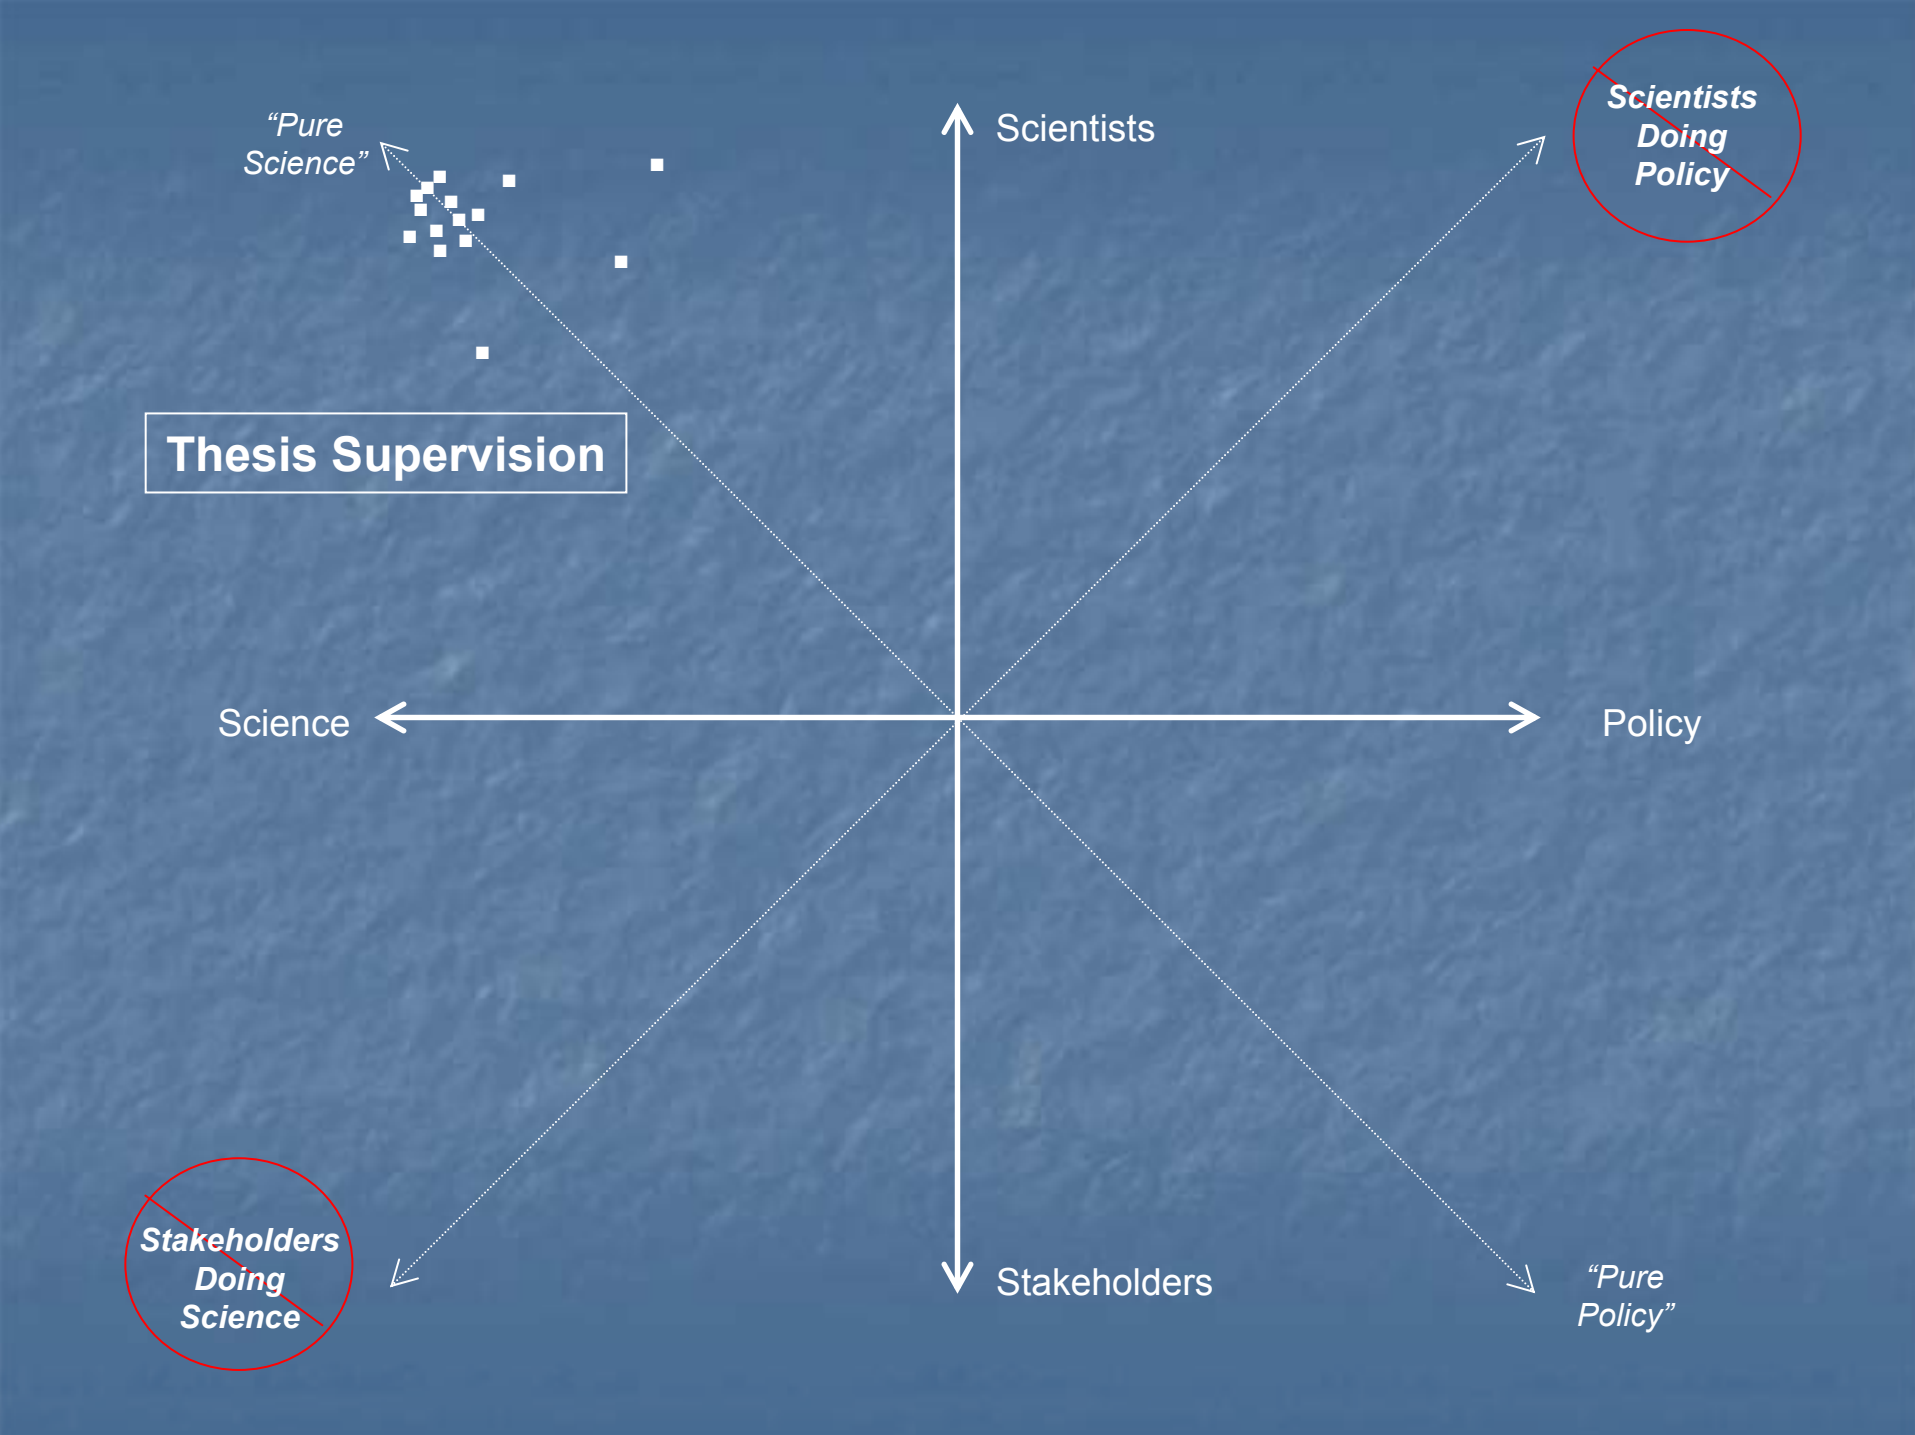 “Pure
Science”
Scientists
Scientists
Doing
Policy
Thesis Supervision
Science
Policy
Stakeholders
Doing
Science
Stakeholders
“Pure
Policy”